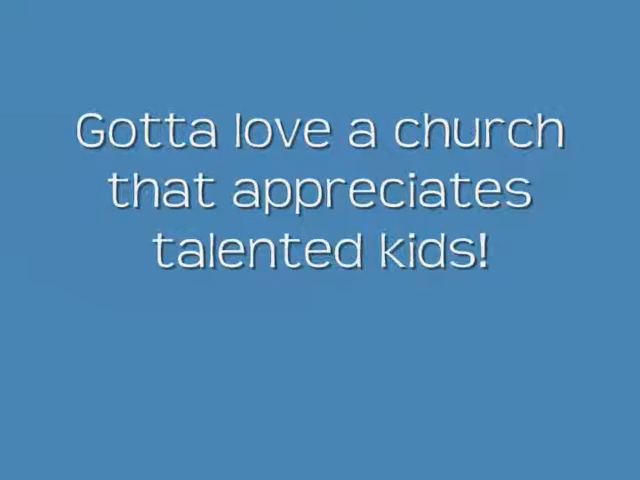 Gotta love a church
that appreciates
talented kids!